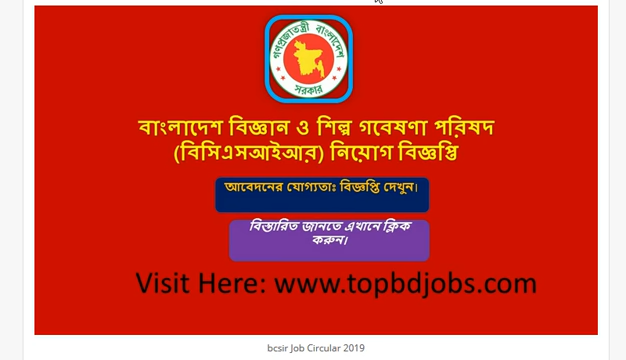 গণপ্রজাতন্ত্রী বাংলাদেশ
সরকার
বাংলাদেশ বিজ্ঞান ও শিল্প গবেষণা পরিষদ
(বিসিএসআইআর) নিয়োগ বিজ্ঞপ্তি
আবেদনের যোগ্যতাঃ বিজ্ঞপ্তি দেখুন।
বিস্তারিত জানতে এখানে ক্লিক
করুন।
Visit Here: www.topbdjobs.com
bcsir Job Circular 2019